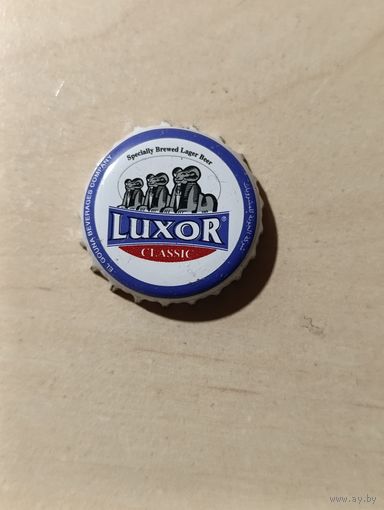 Specially Brewed Lager Beer
LUXOR®
CLASSIC
EL GOUNA BEVERAGES COMPANY
www.ay.by